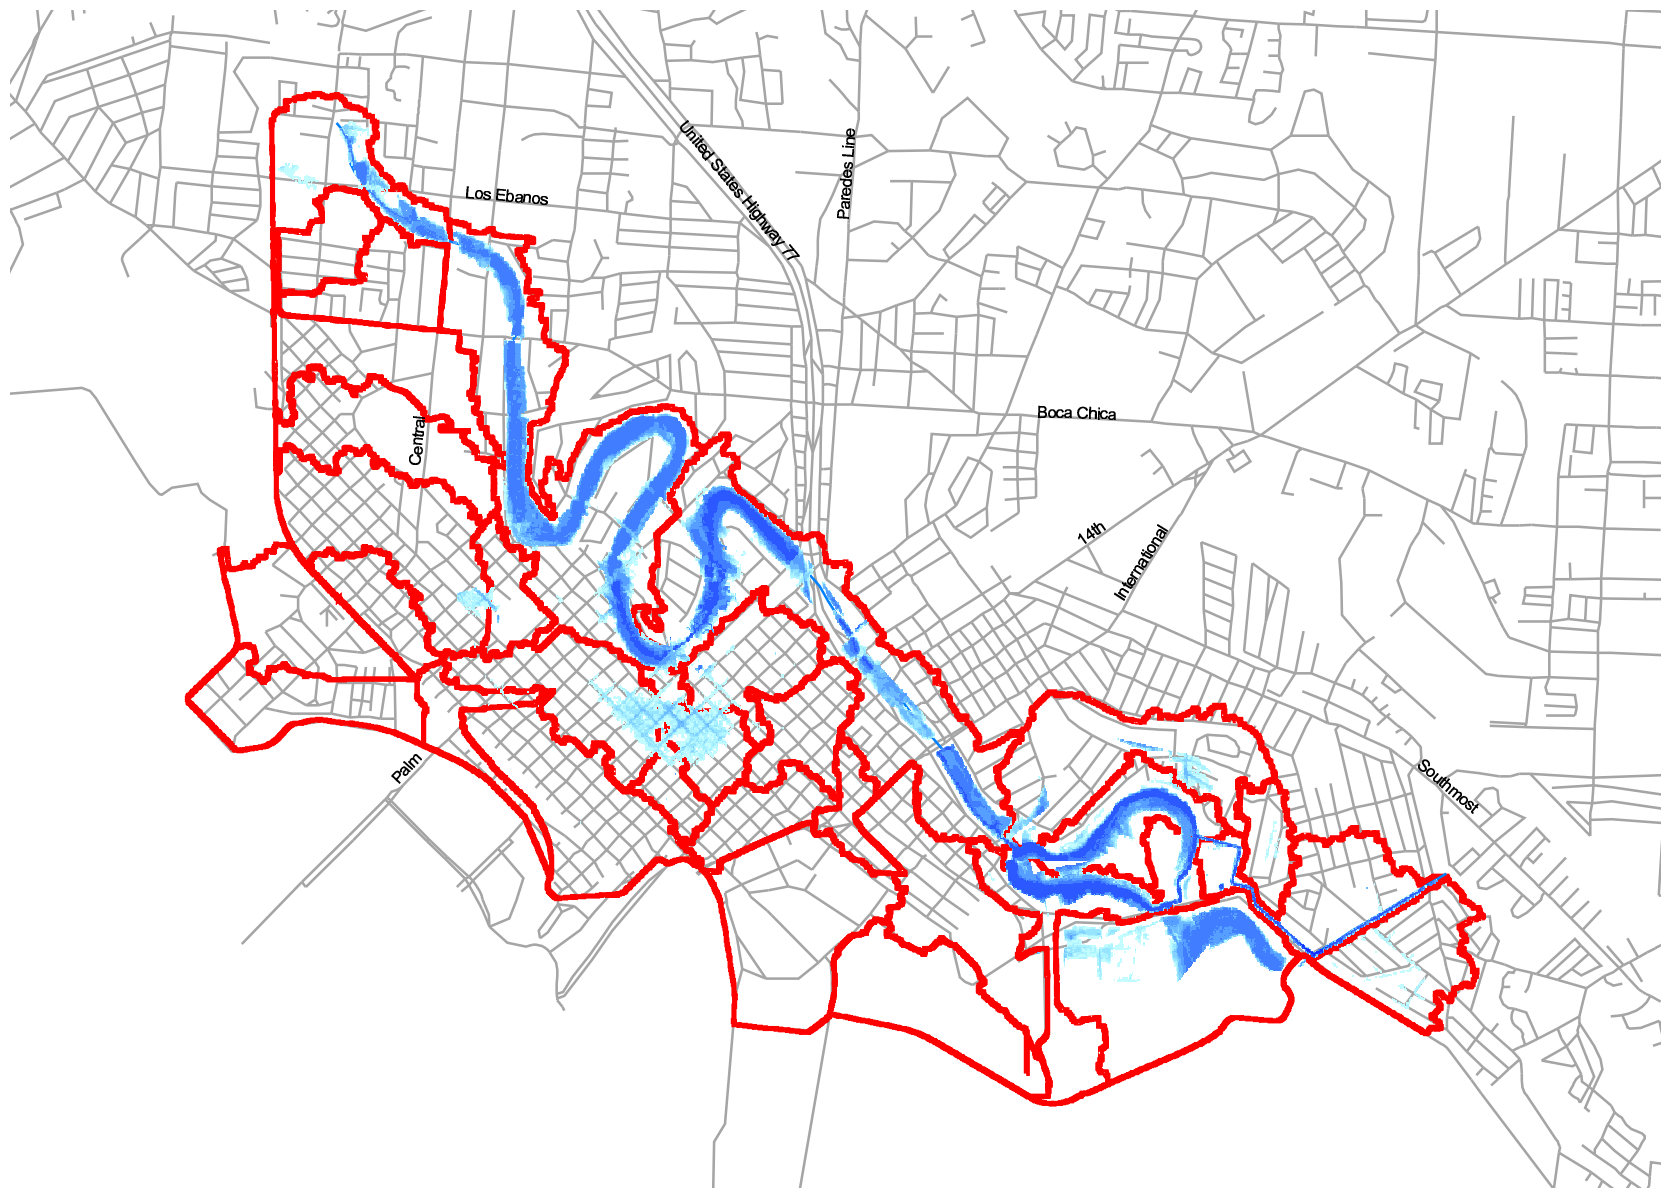 United States Highway 77
Paredes Line
Los Ebanos
Boca Chica
Central
14th
International
Palm
Southmost